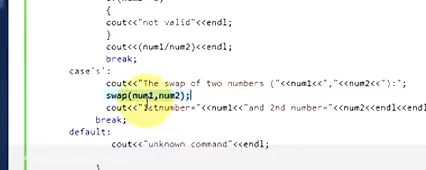 {
cout<<"not valid"<<endl;
}
cout<<(num1/num2)<<endl;
break;
case's':
cout<<"The swap of two numbers ("<<num1<<","<<num2<<"):";
swap(num1,num2);
cout<<"1stnumber="<<num1<<"and 2nd number="<<num2<<endl<<endl
break;
default:
cout<<"unknown command"<<endl;
}